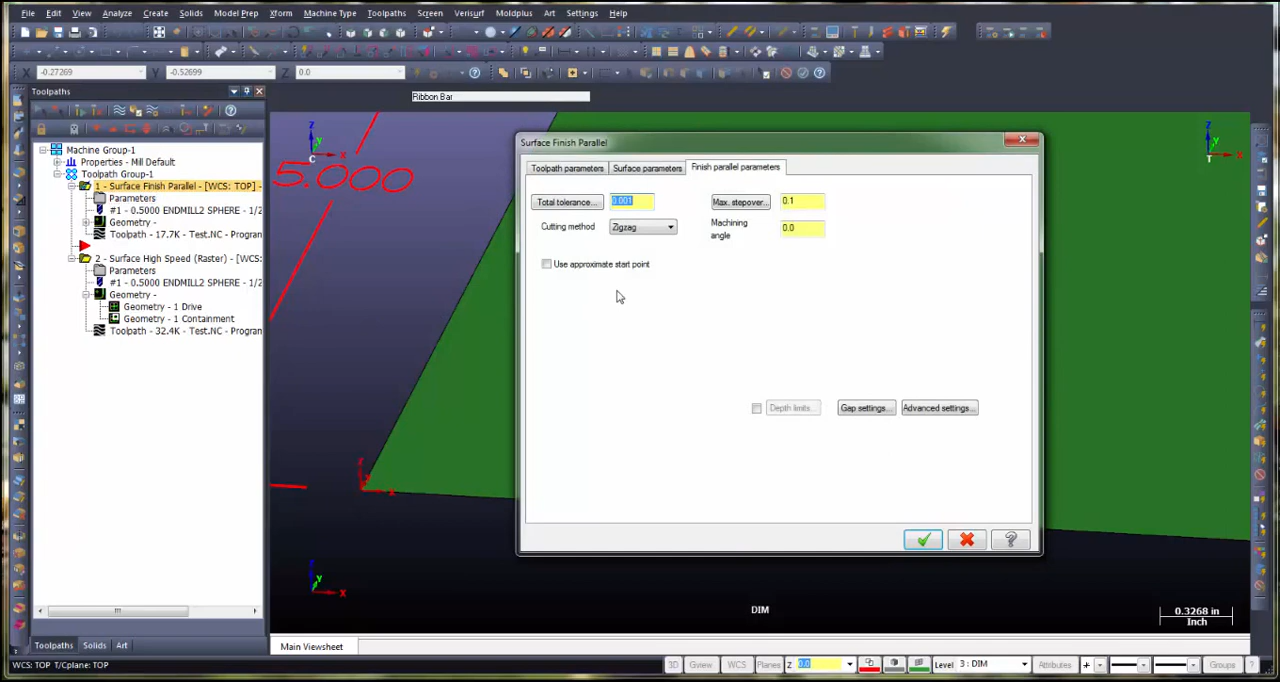 File Edit View Analyze Create Solids Model Prep Xform Machine Type Toolpaths Screen Verisurf Moldplus Art Settings Help
X -0.27269 Y -0.52699 Z 0.0
Toolpaths
Ribbon Bar
Machine Group-1
Properties - Mill Default
Toolpath Group-1
1 - Surface Finish Parallel - [WCS: TOP] -
Parameters
#1 - 0.5000 ENDMILL2 SPHERE - 1/2
Geometry -
Toolpath - 17.7K - Test.NC - Program
2 - Surface High Speed (Raster) - [WCS:
Parameters
#1 - 0.5000 ENDMILL2 SPHERE - 1/2
Geometry -
Geometry - 1 Drive
Geometry - 1 Containment
Toolpath - 32.4K - Test.NC - Progran
Toolpaths Solids Art
Z
y
x
C
5.000
Z
y
x
T
Surface Finish Parallel
Toolpath parameters Surface parameters Finish parallel parameters
Total tolerance... 0.001 Max. stepover... 0.1
Cutting method Zigzag Machining angle 0.0
Use approximate start point
Depth limits... Gap settings... Advanced settings...
Z
x
Z
y
x
DIM
0.3268 in
Inch
Main Viewsheet
WCS: TOP T/Cplane: TOP
3D Gview WCS Planes Z 0.0 Level 3 : DIM Attributes Groups ?